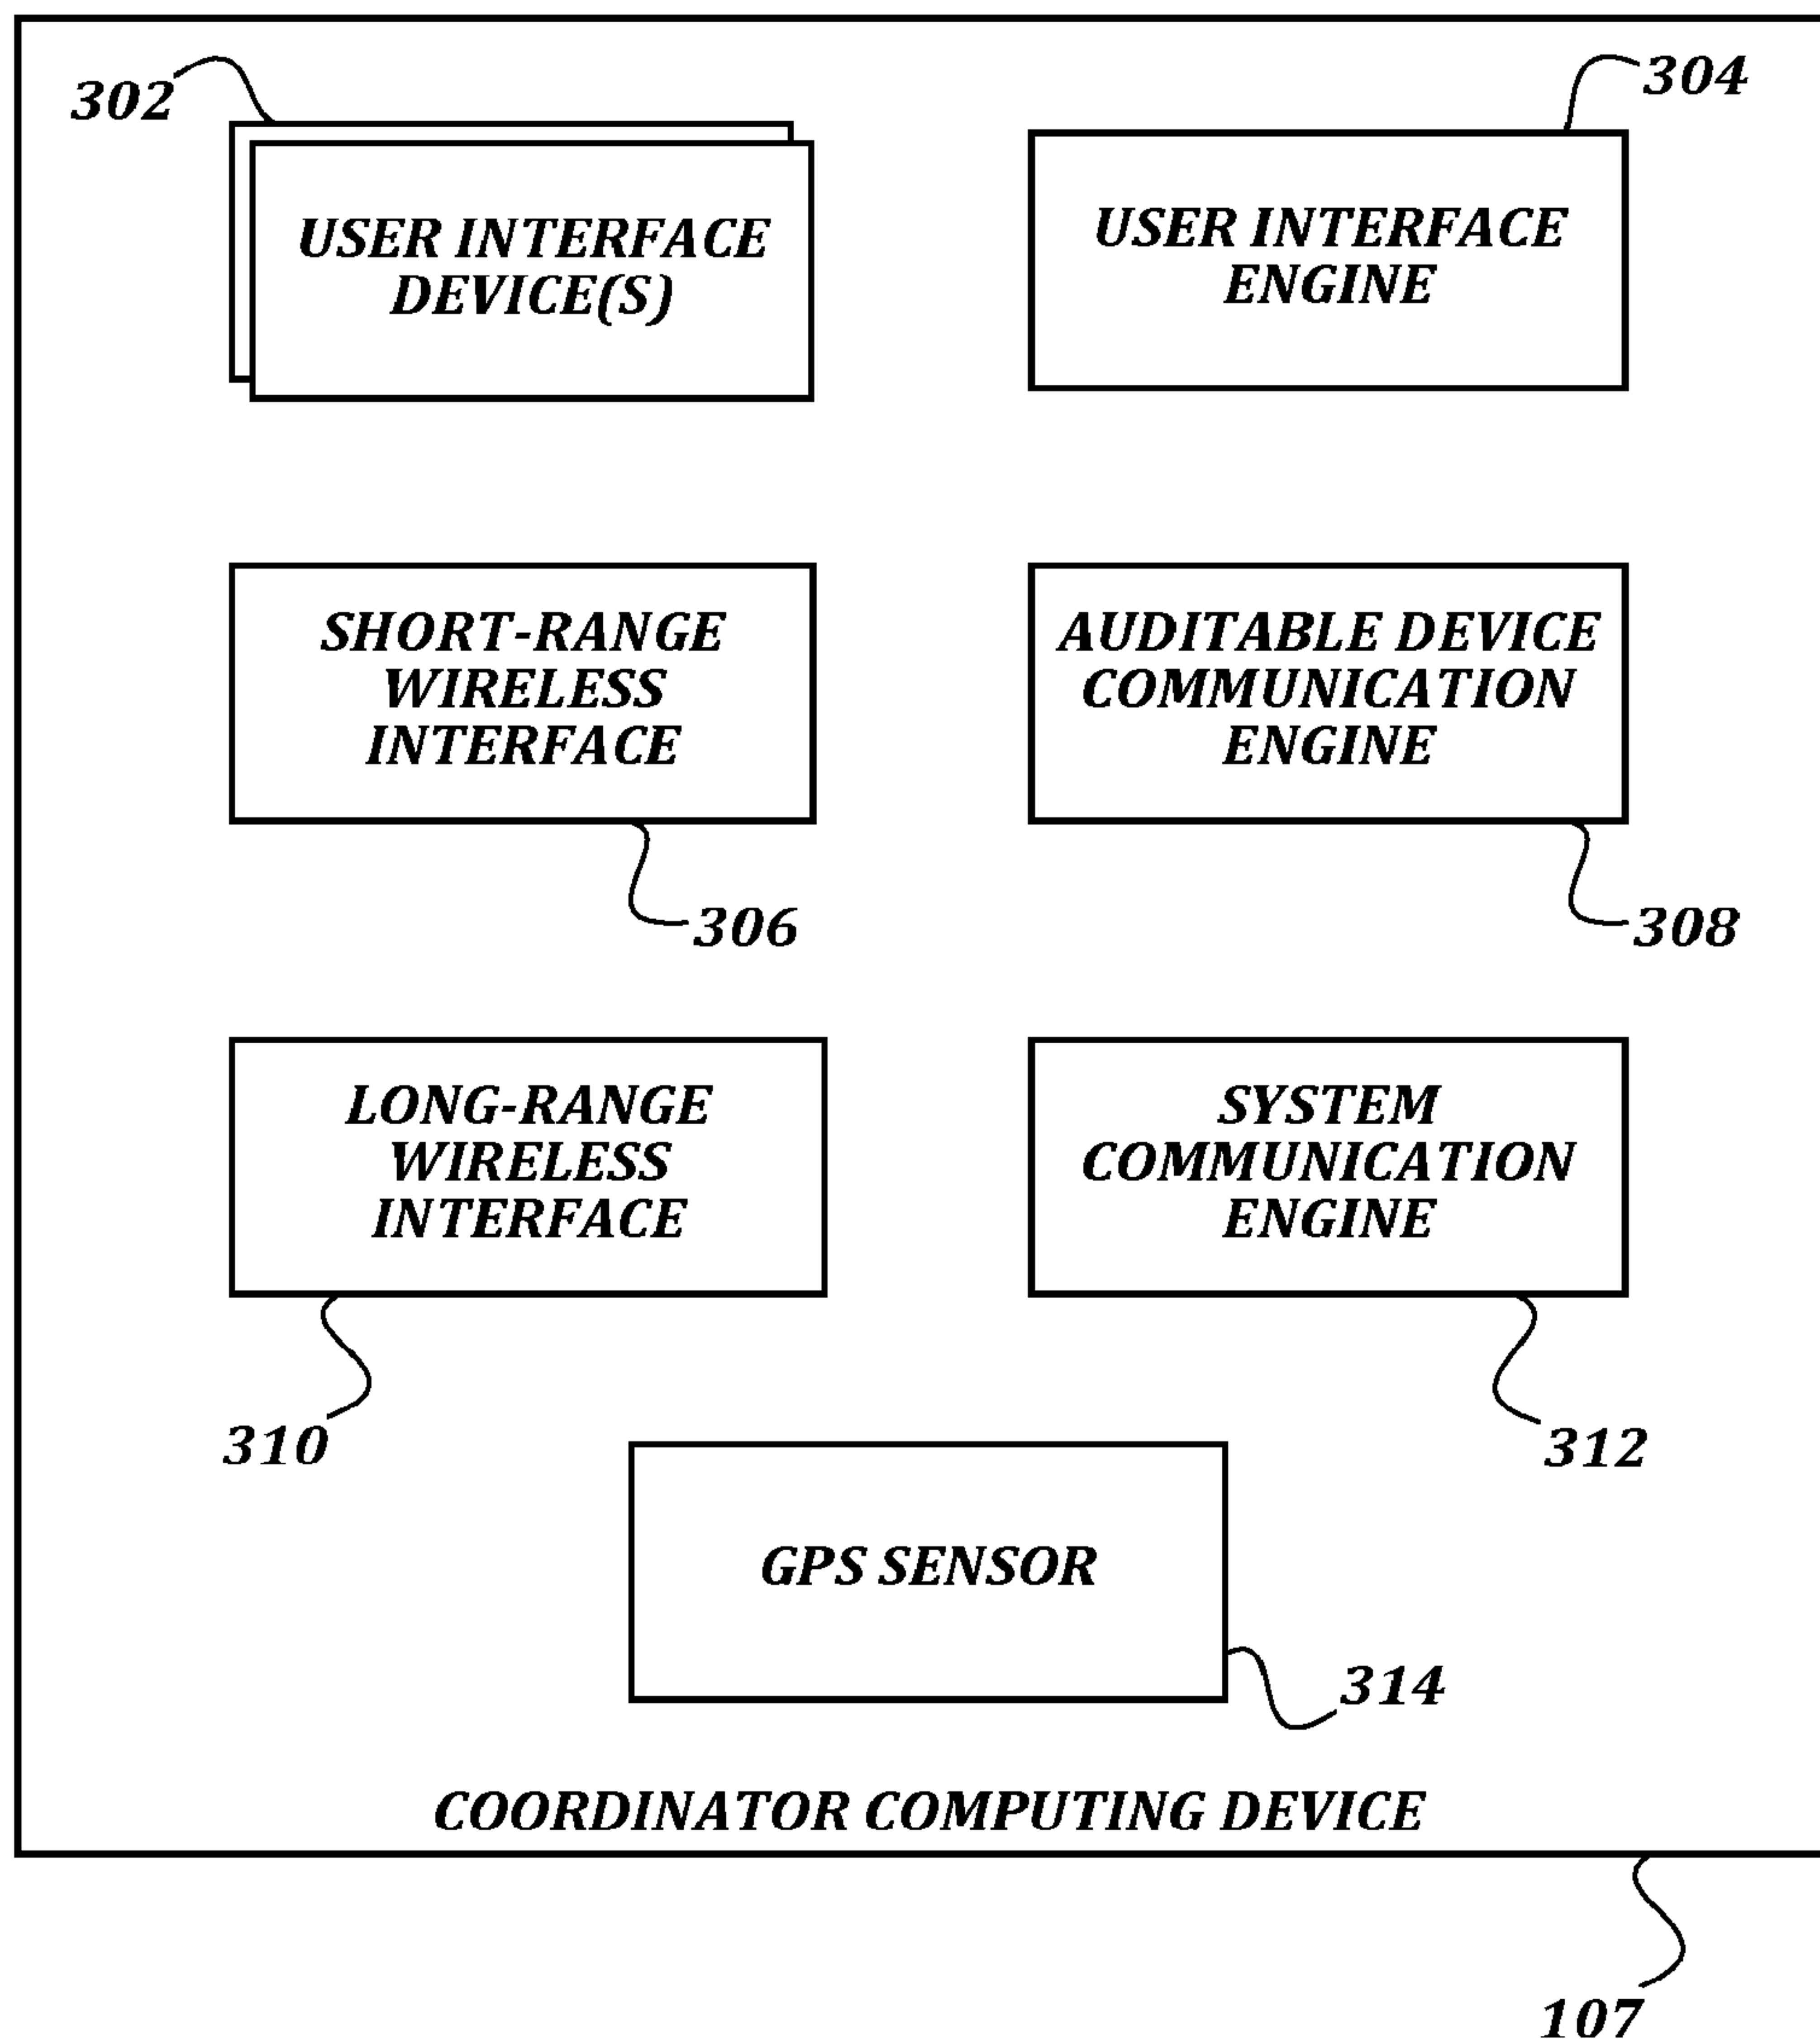 302
304
USER INTERFACE
DEVICE(S)
USER INTERFACE
ENGINE
SHORT-RANGE
WIRELESS
INTERFACE
AUDITABLE DEVICE
COMMUNICATION
ENGINE
306
308
LONG-RANGE
WIRELESS
INTERFACE
SYSTEM
COMMUNICATION
ENGINE
310
312
GPS SENSOR
314
COORDINATOR COMPUTING DEVICE
107